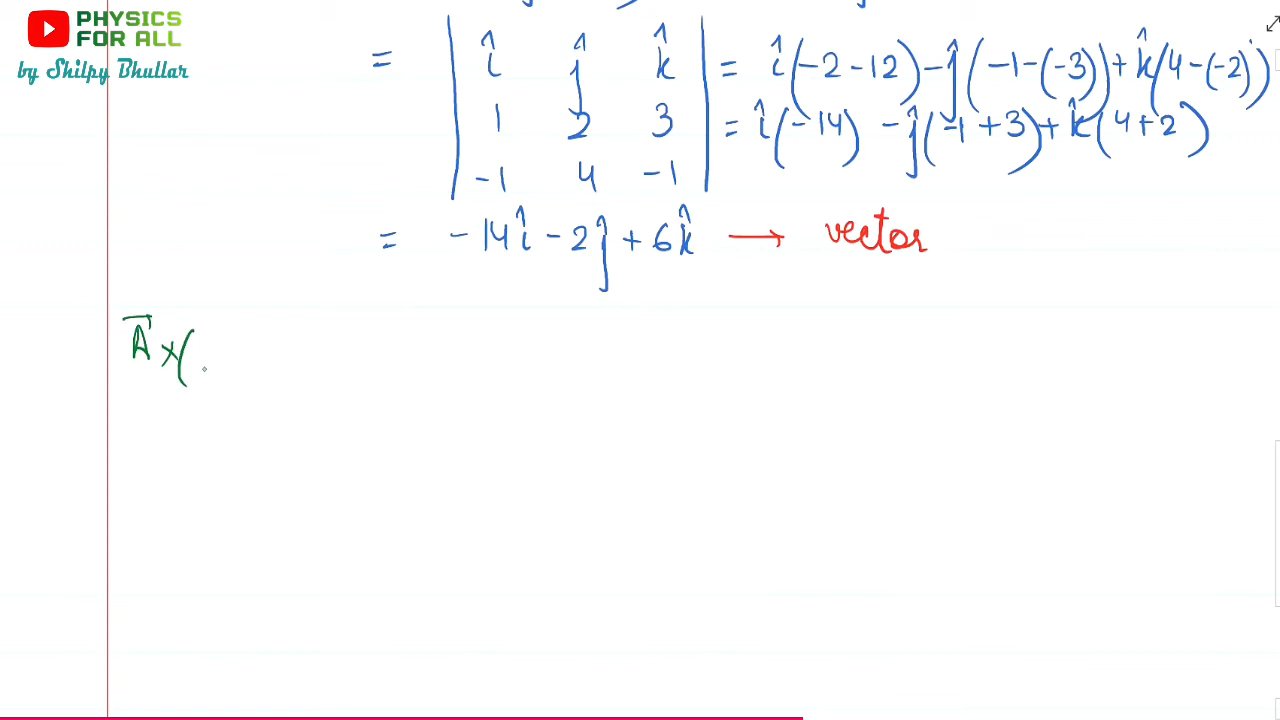 PHYSICS
FOR ALL
by Shilpy Bhullar
= | î ĵ k̂ | = î(-2-12) - ĵ(-1-(-3)) + k̂(4-(-2))
| 1 2 3 | = î(-14) - ĵ(-1+3) + k̂(4+2)
| -1 4 -1 |
= -14î - 2ĵ + 6k̂ → vector
A⃗ × (